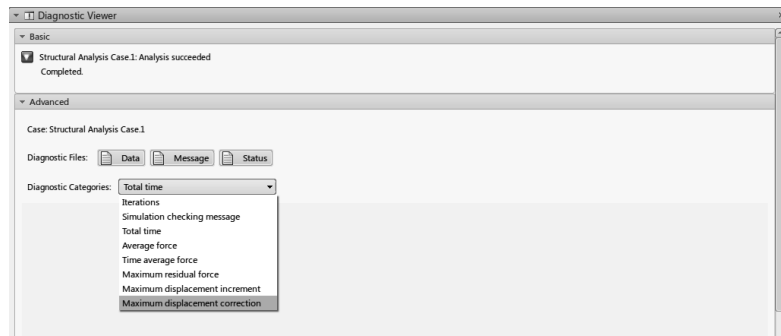 Diagnostic Viewer
Basic
Structural Analysis Case.1: Analysis succeeded
Completed.
Advanced
Case: Structural Analysis Case.1
Diagnostic Files: Data Message Status
Diagnostic Categories: Total time
Iterations
Simulation checking message
Total time
Average force
Time average force
Maximum residual force
Maximum displacement increment
Maximum displacement correction